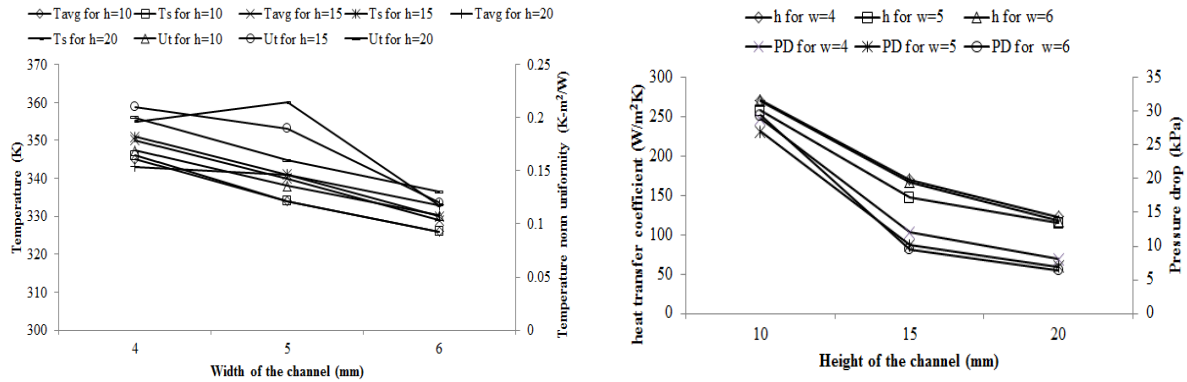 Tavg for h=10 Ts for h=10 Tavg for h=15 Ts for h=15 Tavg for h=20
Ts for h=20 Ut for h=10 Ut for h=15 Ut for h=20
370
360
350
340
330
320
310
300
Temperature (K)
0.25
0.2
0.15
0.1
0.05
0
Temperature nonn uniformity (K-m²/W)
4 5 6
Width of the channel (mm)
h for w=4 h for w=5 h for w=6
PD for w=4 PD for w=5 PD for w=6
300
250
200
150
100
50
0
heat transfer coefficient (W/m²K)
35
30
25
20
15
10
5
0
Pressure drop (kPa)
10 15 20
Height of the channel (mm)